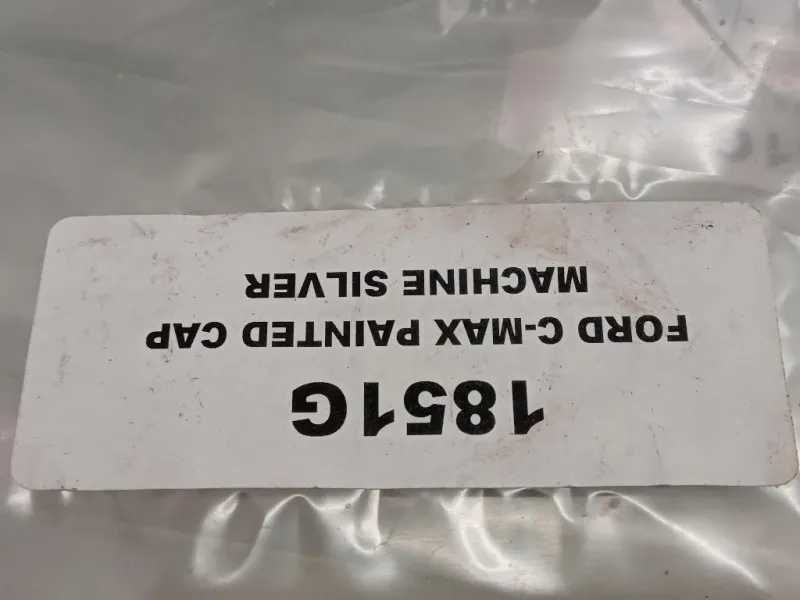 1851G
FORD C-MAX PAINTED CAP
MACHINE SILVER